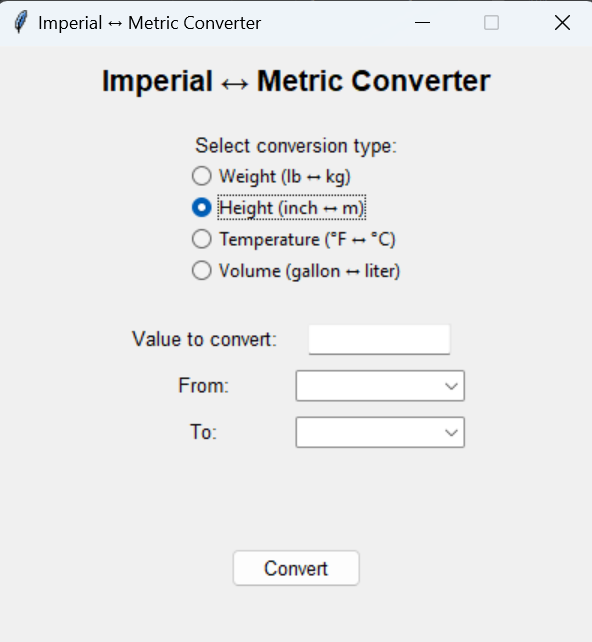 Imperial ↔ Metric Converter
Imperial ↔ Metric Converter
Select conversion type:
Weight (lb ↔ kg)
Height (inch ↔ m)
Temperature (°F ↔ °C)
Volume (gallon ↔ liter)
Value to convert:
From:
To:
Convert